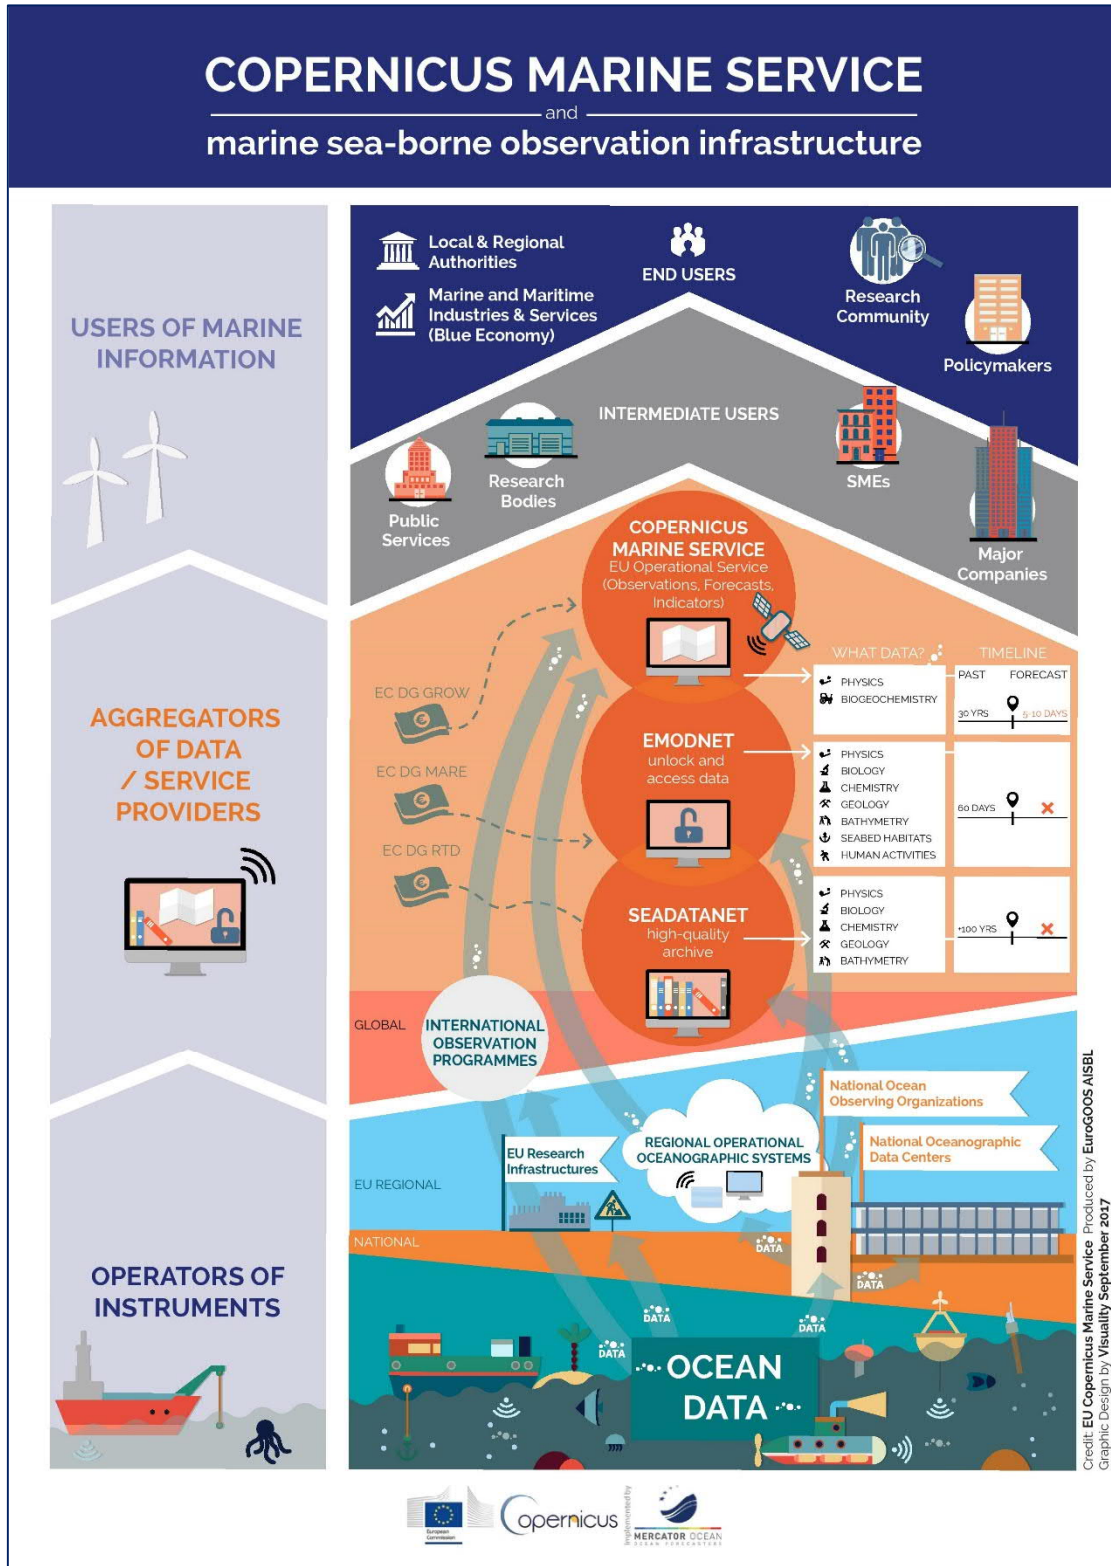 COPERNICUS MARINE SERVICE
and
marine sea-borne observation infrastructure
USERS OF MARINE
INFORMATION
Local & Regional
Authorities
Marine and Maritime
Industries & Services
(Blue Economy)
END USERS
Research
Community
Policymakers
INTERMEDIATE USERS
Public
Services
Research
Bodies
SMEs
Major
Companies
AGGREGATORS
OF DATA
/ SERVICE
PROVIDERS
COPERNICUS
MARINE SERVICE
EU Operational Service
(Observations, Forecasts,
Indicators)
EC DG GROW
EC DG MARE
EC DG RTD
EMODNET
unlock and
access data
SEADATANET
high-quality
archive
WHAT DATA?
TIMELINE
PHYSICS
BIOGEOCHEMISTRY
PAST
FORECAST
30 YRS
5-10 DAYS
PHYSICS
BIOLOGY
CHEMISTRY
GEOLOGY
BATHYMETRY
SEABED HABITATS
HUMAN ACTIVITIES
60 DAYS
PHYSICS
BIOLOGY
CHEMISTRY
GEOLOGY
BATHYMETRY
+100 YRS
GLOBAL
INTERNATIONAL
OBSERVATION
PROGRAMMES
EU REGIONAL
EU Research
Infrastructures
REGIONAL OPERATIONAL
OCEANOGRAPHIC SYSTEMS
National Ocean
Observing Organizations
National Oceanographic
Data Centers
NATIONAL
OPERATORS OF
INSTRUMENTS
DATA
DATA
DATA
DATA
DATA
OCEAN
DATA
Credit: EU Copernicus Marine Service Produced by EuroGOOS AISBL
Graphic Design by Visuality September 2017
European
Commission
Copernicus
Implemented by
MERCATOR OCEAN
OCEAN FORECASTERS